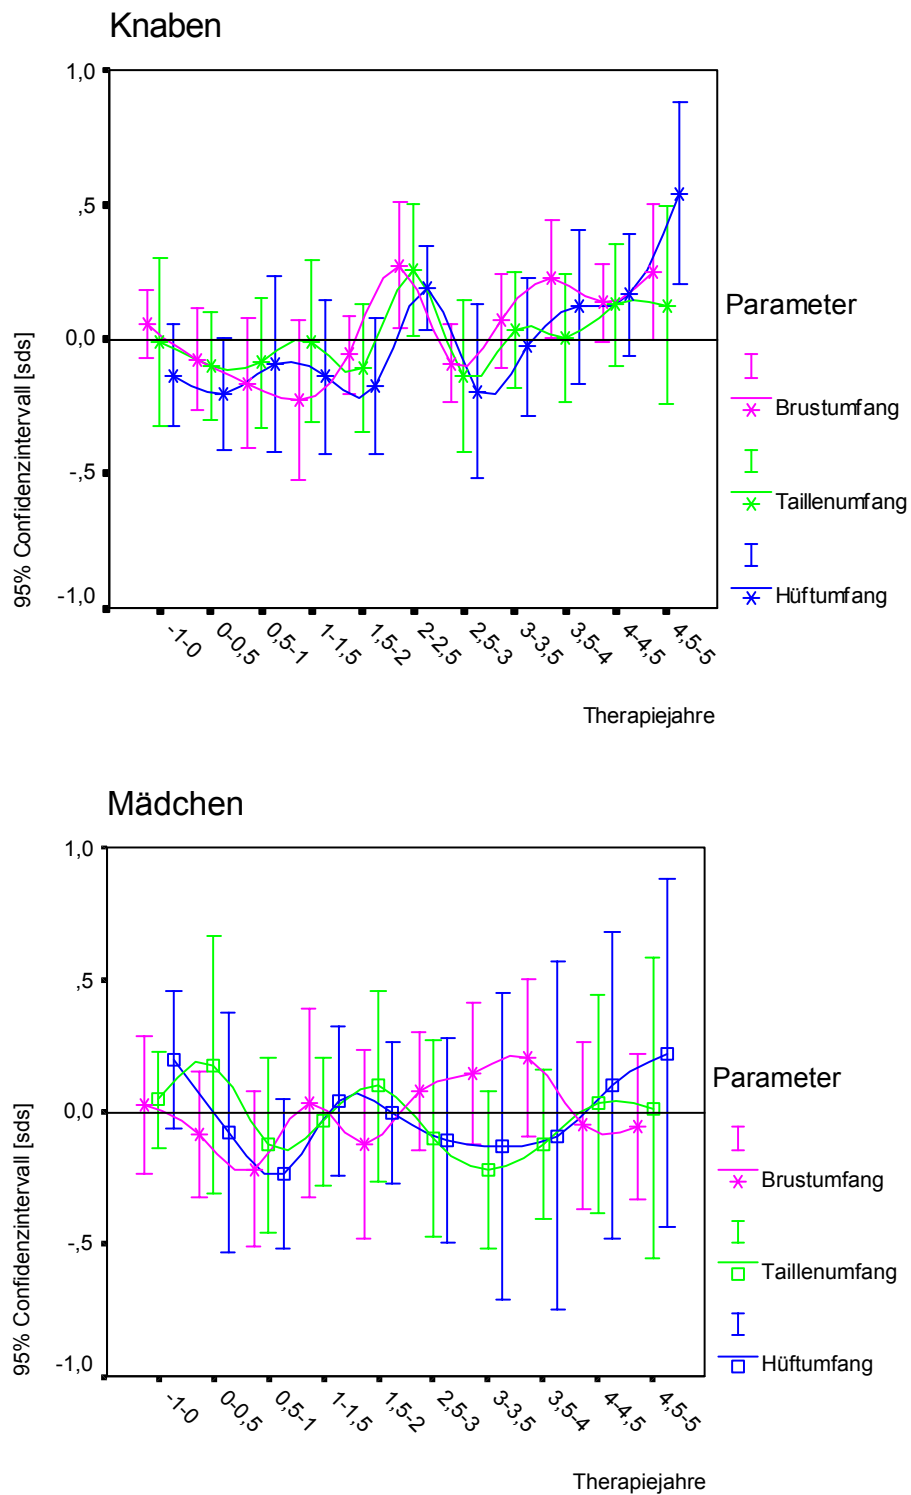 Knaben
95% Confidenzintervall [sds]
1,0
,5
0,0
-,5
-1,0
-1-0
0-0,5
0,5-1
1-1,5
1,5-2
2-2,5
2,5-3
3-3,5
3,5-4
4-4,5
4,5-5
Therapiejahre
Parameter
Brustumfang
Taillenumfang
Hüftumfang
Mädchen
95% Confidenzintervall [sds]
1,0
,5
0,0
-,5
-1,0
-1-0
0-0,5
0,5-1
1-1,5
1,5-2
2,5-3
3-3,5
3,5-4
4-4,5
4,5-5
Therapiejahre
Parameter
Brustumfang
Taillenumfang
Hüftumfang